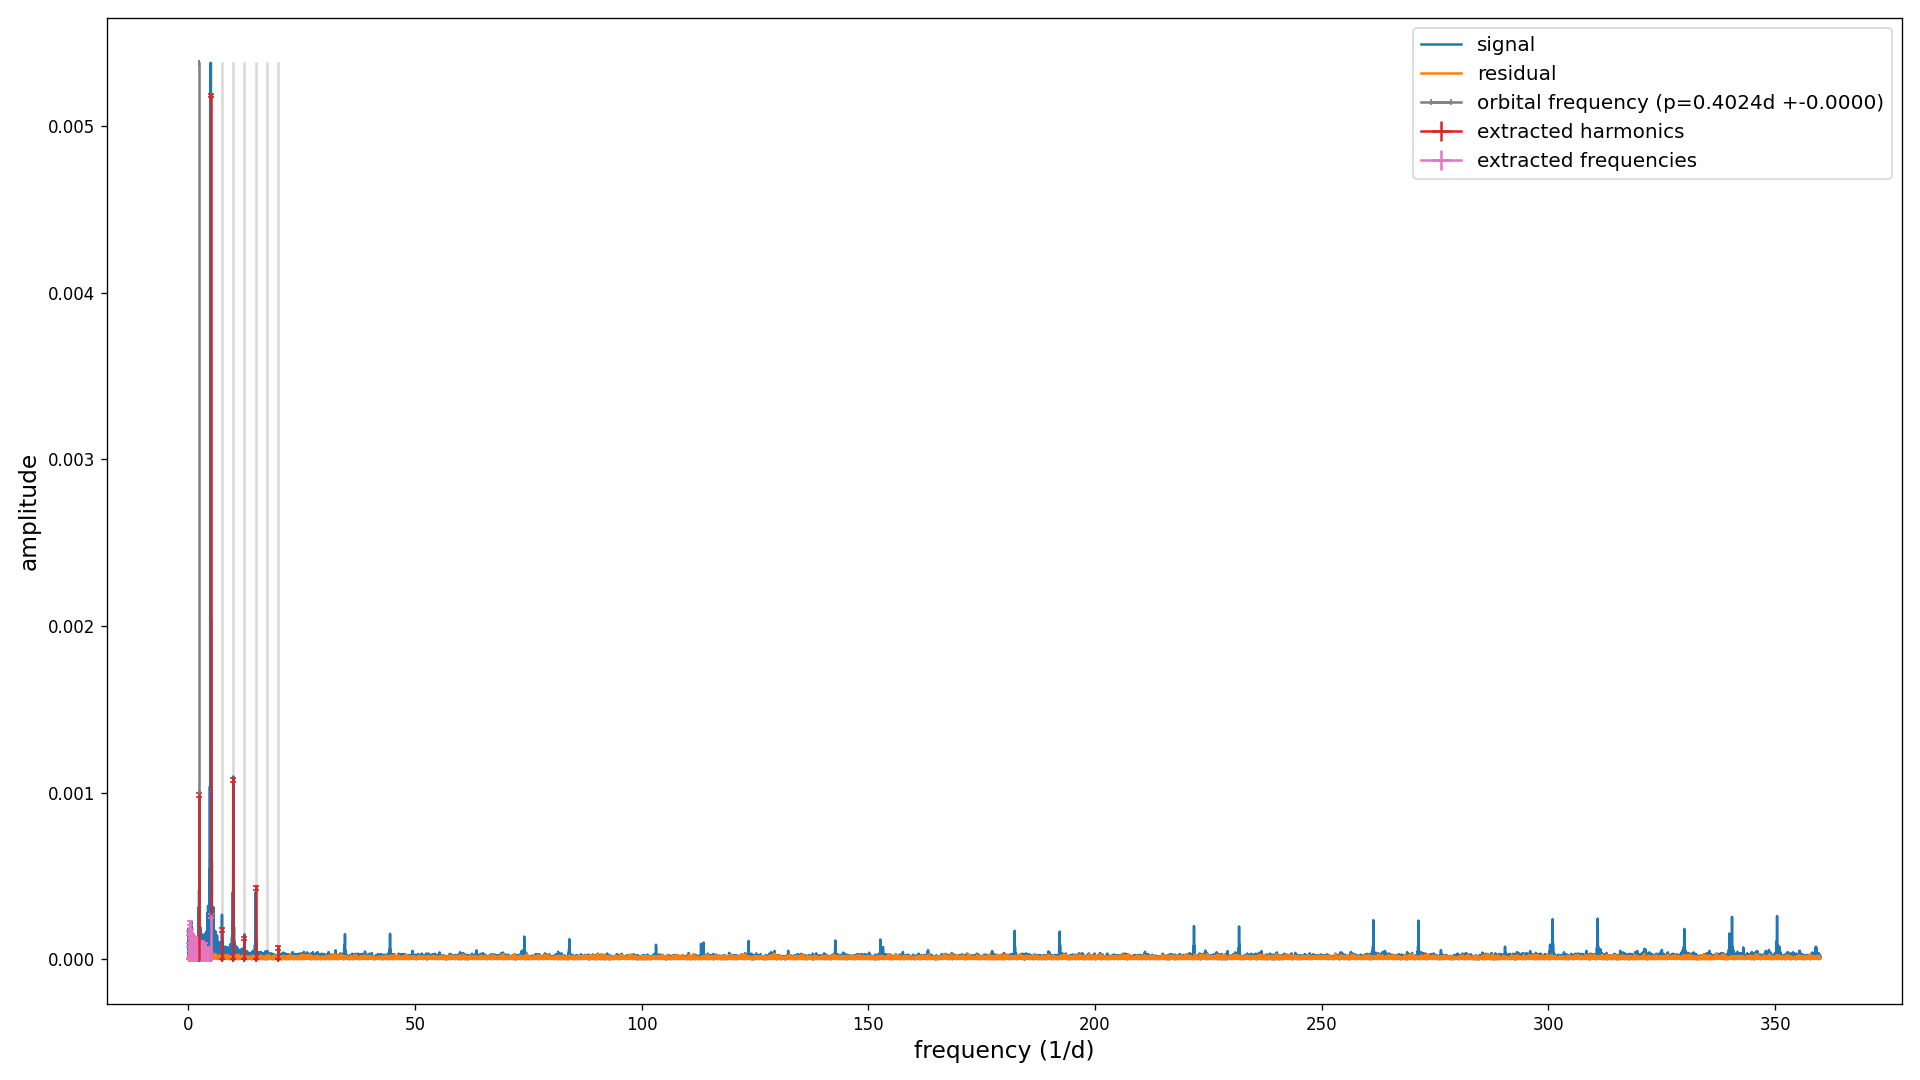 signal
residual
orbital frequency (p=0.4024d +-0.0000)
extracted harmonics
extracted frequencies
0.005
0.004
0.003
0.002
0.001
0.000
amplitude
0 50 100 150 200 250 300 350
frequency (1/d)